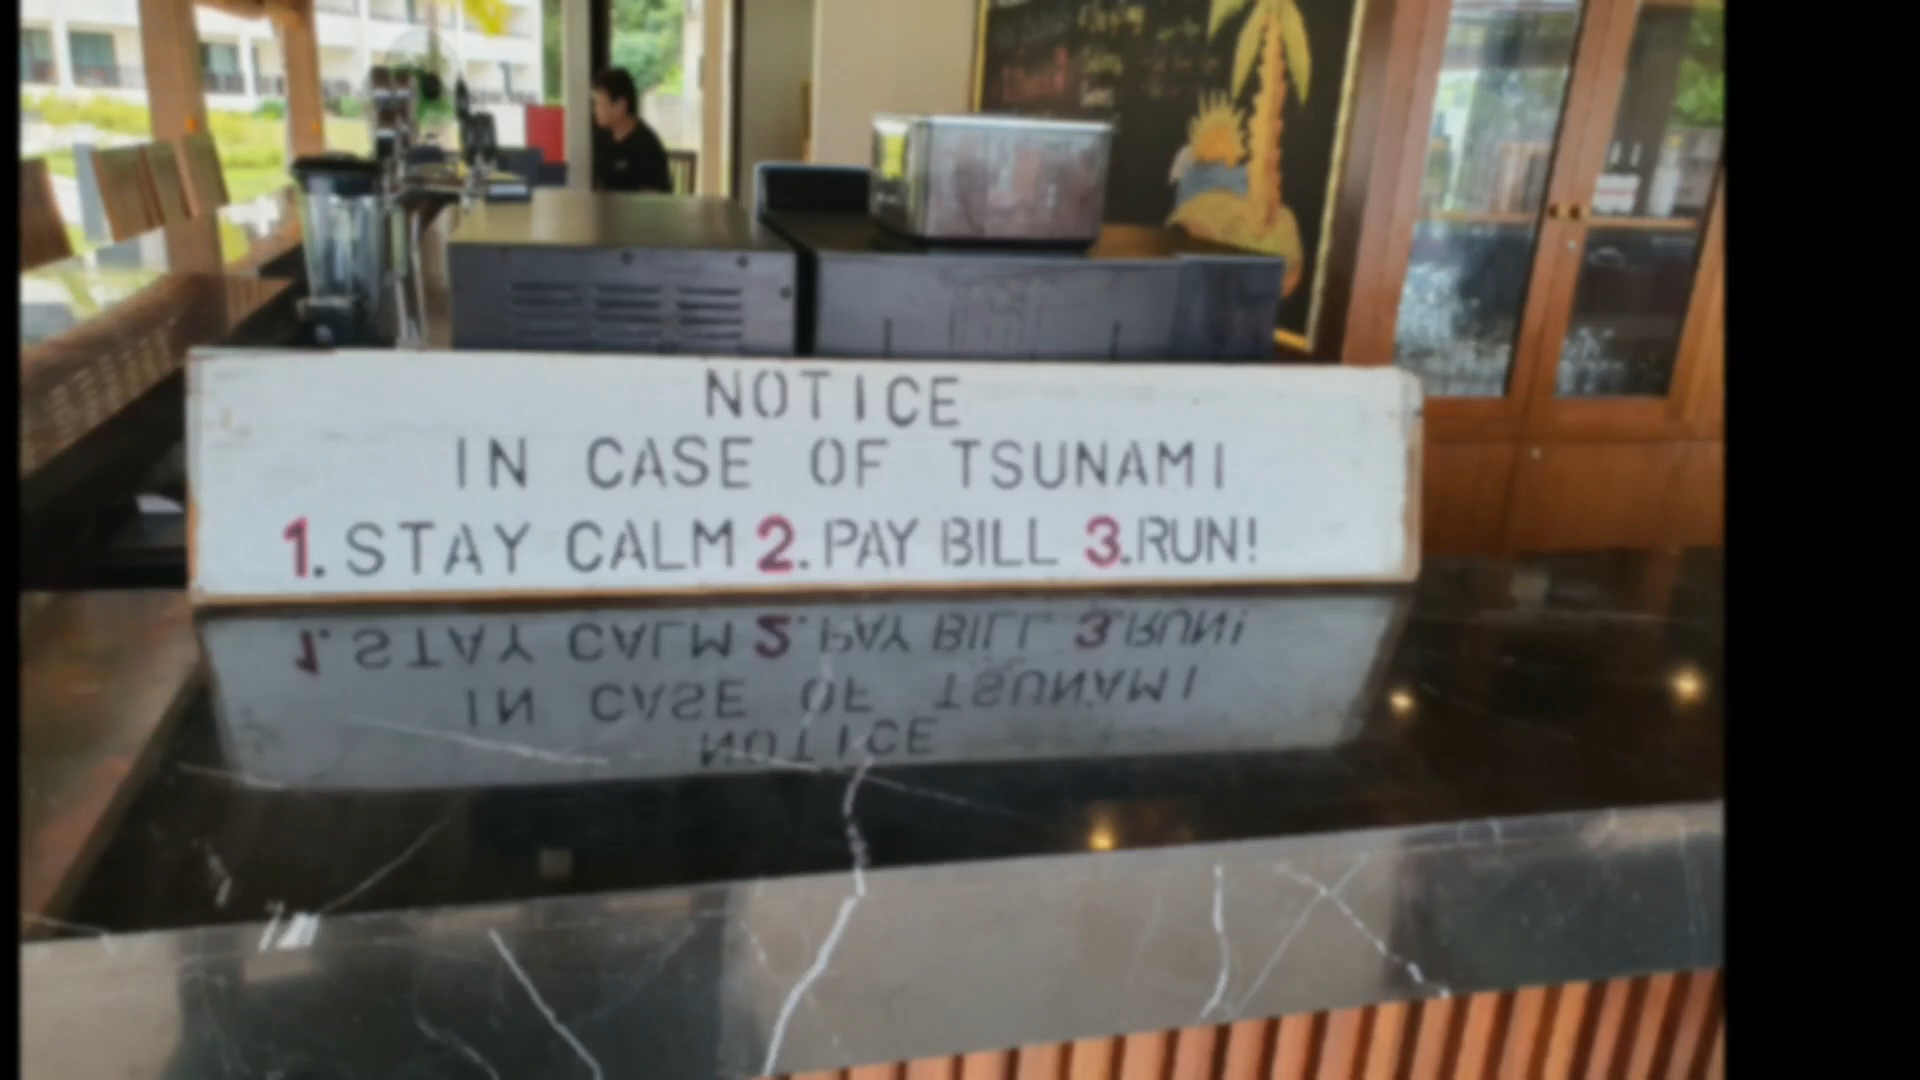 NOTICE
IN CASE OF TSUNAMI
1. STAY CALM 2. PAY BILL 3. RUN!